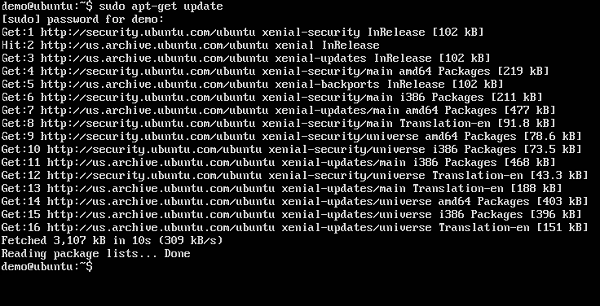 demo@ubuntu:~$ sudo apt-get update
[sudo] password for demo:
Get:1 http://security.ubuntu.com/ubuntu xenial-security InRelease [102 kB]
Hit:2 http://us.archive.ubuntu.com/ubuntu xenial InRelease
Get:3 http://us.archive.ubuntu.com/ubuntu xenial-updates InRelease [102 kB]
Get:4 http://security.ubuntu.com/ubuntu xenial-security/main amd64 Packages [219 kB]
Get:5 http://us.archive.ubuntu.com/ubuntu xenial-backports InRelease [102 kB]
Get:6 http://security.ubuntu.com/ubuntu xenial-security/main i386 Packages [211 kB]
Get:7 http://us.archive.ubuntu.com/ubuntu xenial-updates/main amd64 Packages [477 kB]
Get:8 http://security.ubuntu.com/ubuntu xenial-security/main Translation-en [91.8 kB]
Get:9 http://security.ubuntu.com/ubuntu xenial-security/universe amd64 Packages [78.6 kB]
Get:10 http://security.ubuntu.com/ubuntu xenial-security/universe i386 Packages [73.5 kB]
Get:11 http://us.archive.ubuntu.com/ubuntu xenial-updates/main i386 Packages [468 kB]
Get:12 http://security.ubuntu.com/ubuntu xenial-security/universe Translation-en [43.3 kB]
Get:13 http://us.archive.ubuntu.com/ubuntu xenial-updates/main Translation-en [188 kB]
Get:14 http://us.archive.ubuntu.com/ubuntu xenial-updates/universe amd64 Packages [403 kB]
Get:15 http://us.archive.ubuntu.com/ubuntu xenial-updates/universe i386 Packages [396 kB]
Get:16 http://us.archive.ubuntu.com/ubuntu xenial-updates/universe Translation-en [151 kB]
Fetched 3,107 kB in 10s (309 kB/s)
Reading package lists... Done
demo@ubuntu:~$